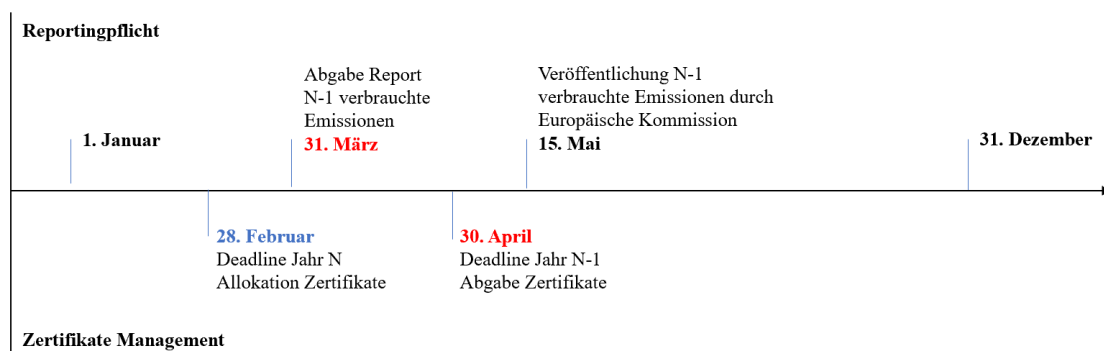 Reportingpflicht
1. Januar
Abgabe Report
N-1 verbrauchte
Emissionen
31. März
Veröffentlichung N-1
verbrauchte Emissionen durch
Europäische Kommission
15. Mai
31. Dezember
28. Februar
Deadline Jahr N
Allokation Zertifikate
30. April
Deadline Jahr N-1
Abgabe Zertifikate
Zertifikate Management